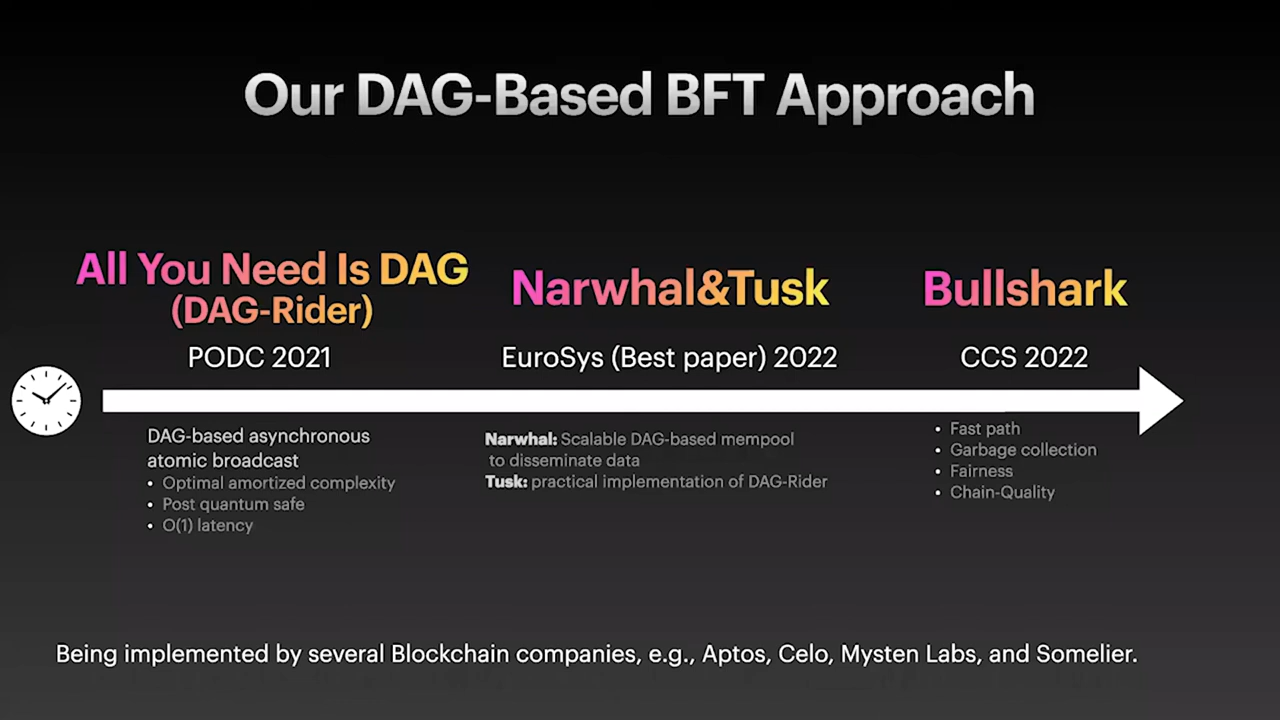 Our DAG-Based BFT Approach
All You Need Is DAG
(DAG-Rider)
PODC 2021
DAG-based asynchronous
atomic broadcast
• Optimal amortized complexity
• Post quantum safe
• O(1) latency
Narwhal&Tusk
EuroSys (Best paper) 2022
Narwhal: Scalable DAG-based mempool
to disseminate data
Tusk: practical implementation of DAG-Rider
Bullshark
CCS 2022
• Fast path
• Garbage collection
• Fairness
• Chain-Quality
Being implemented by several Blockchain companies, e.g., Aptos, Celo, Mysten Labs, and Somelier.